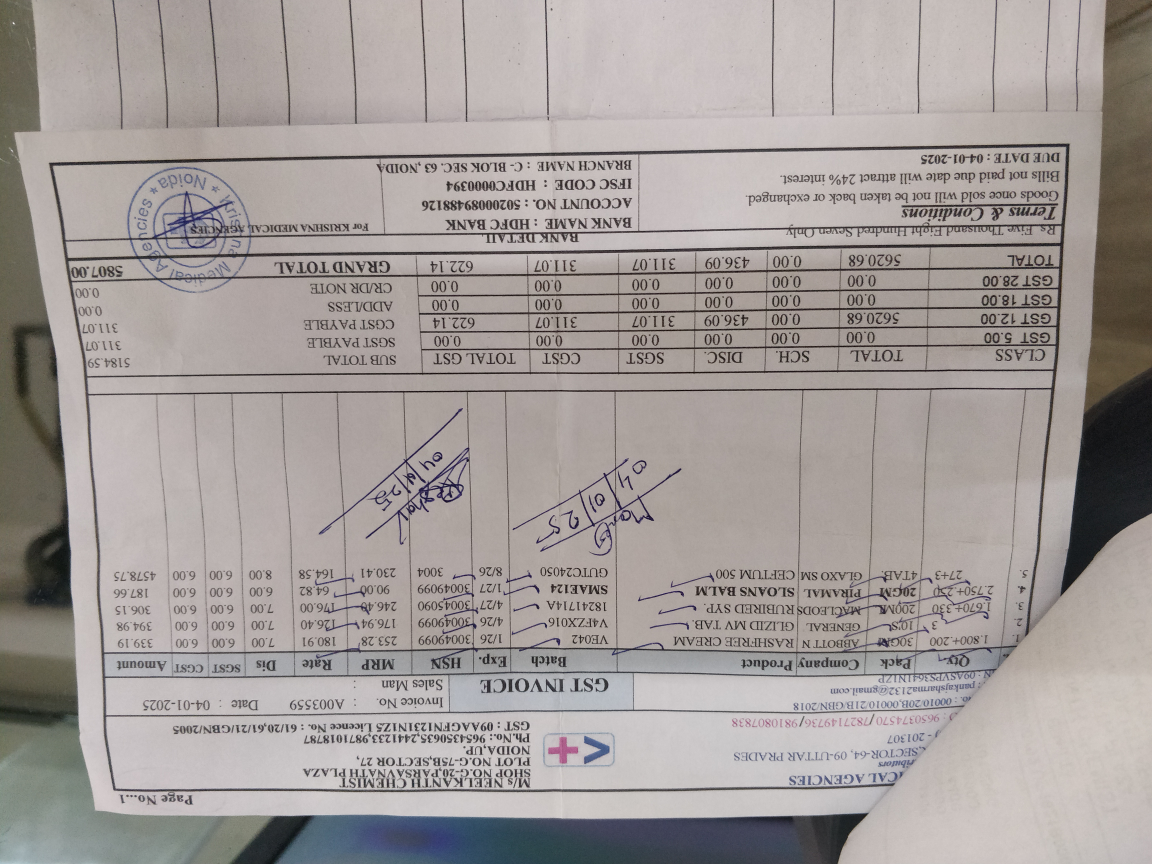 Page No...1
ICAL AGENCIES
SECTOR-64, 09-UTTAR PRADES
- 201307
9650374570/7827149736/9810807838
: 00010/20B,00010/21B/GBN/2018
pankajsharma2132@gmail.com
09ASVPS3641N1ZP
M/s NEELKANTH CHEMIST
SHOP NO.G-20,PARSAVNATH PLAZA
PLOT NO.C-75B,SECTOR 27,
NOIDA,UP.
Ph.No.: 9654350635,2441233,9871018787
GST : 09AAGFN1231N1Z5 Licence No : 61/20,61/21/GBN/2005
GST INVOICE
Invoice No. : A003559 Date : 04-01-2025
Sales Man :
Qty. Pack Company Product Batch Exp. HSN MRP Rate Dis SGST CGST Amount
1. 1.800+.200 30GM ABBOTT N RASHFREE CREAM VE042 1/26 30049099 253.28 180.91 7.00 6.00 6.00 339.19
2. 3 10'S GENERAL GLIZID MV TAB. V4FZX016 4/26 30049099 176.94 126.40 7.00 6.00 6.00 394.98
3. 1.670+.330 200ML MACLEODS RUBIRED SYP. 18241714A 4/27 30045090 246.40 176.00 7.00 6.00 6.00 306.15
4. 2.750+.250 20GM PIRAMAL SLOANS BALM SMAE124 1/27 30049099 90.00 64.82 6.00 6.00 187.66
5. 27+3 4TAB. GLAXO SM CEFTUM 500 GUTC24050 8/26 3004 230.41 164.58 8.00 6.00 6.00 4578.75
04/01/25
04/01/25
CLASS TOTAL SCH. DISC. SGST CGST TOTAL GST
GST 5.00 0.00 0.00 0.00 0.00 0.00 0.00
GST 12.00 5620.68 0.00 436.09 311.07 311.07 622.14
GST 18.00 0.00 0.00 0.00 0.00 0.00 0.00
GST 28.00 0.00 0.00 0.00 0.00 0.00 0.00
TOTAL 5620.68 0.00 436.09 311.07 311.07 622.14
SUB TOTAL 5184.59
SGST PAYBLE 311.07
CGST PAYBLE 311.07
ADD/LESS 0.00
CR/DR NOTE 0.00
GRAND TOTAL 5807.00
Rs. Five Thousand Eight Hundred Seven Only
Terms & Conditions
Goods once sold will not be taken back or exchanged.
Bills not paid due date will attract 24% interest.
DUE DATE : 04-01-2025
BANK DETAIL
BANK NAME : HDFC BANK
ACCOUNT NO. : 50200089488126
IFSC CODE : HDFC0000394
BRANCH NAME : C- BLOK SEC. 63 ,NOIDA
For KRISHNA MEDICAL AGENCIES
Krishna Medical Agencies * Noida *